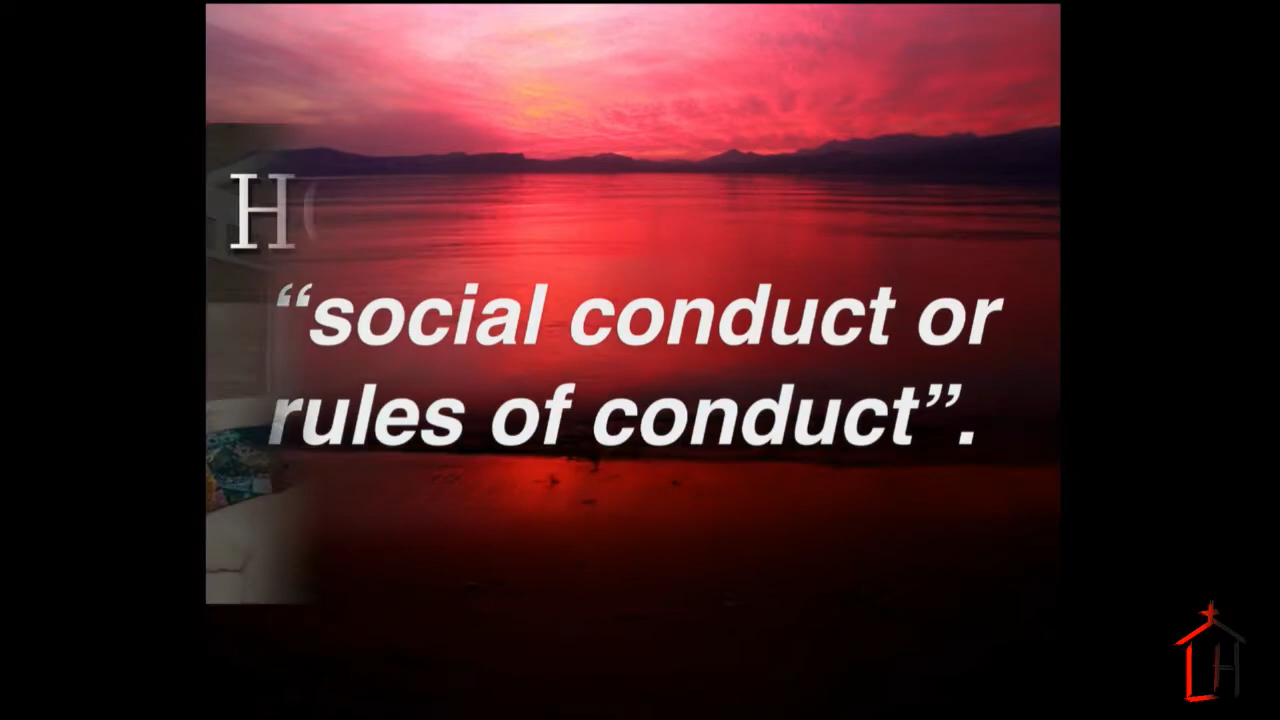 H
“social conduct or
rules of conduct”.